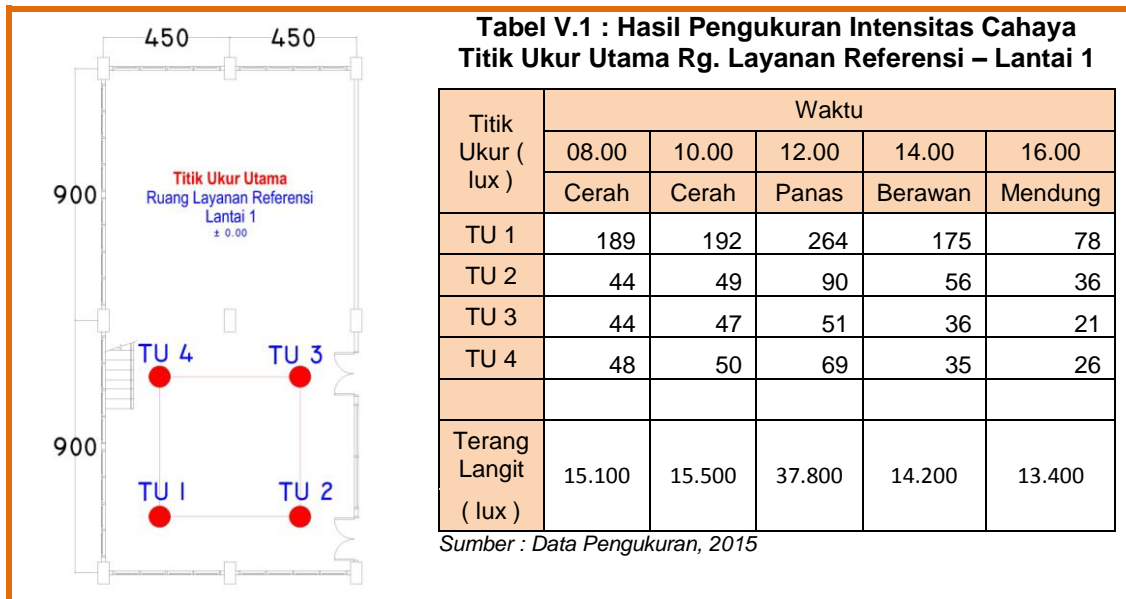 450 450
900
Titik Ukur Utama
Ruang Layanan Referensi
Lantai 1
± 0.00
TU 4 TU 3
900
TU 1 TU 2
Tabel V.1 : Hasil Pengukuran Intensitas Cahaya
Titik Ukur Utama Rg. Layanan Referensi – Lantai 1
Titik Ukur ( lux ) Waktu
08.00 10.00 12.00 14.00 16.00
Cerah Cerah Panas Berawan Mendung
TU 1 189 192 264 175 78
TU 2 44 49 90 56 36
TU 3 44 47 51 36 21
TU 4 48 50 69 35 26
Terang
Langit
( lux ) 15.100 15.500 37.800 14.200 13.400
Sumber : Data Pengukuran, 2015